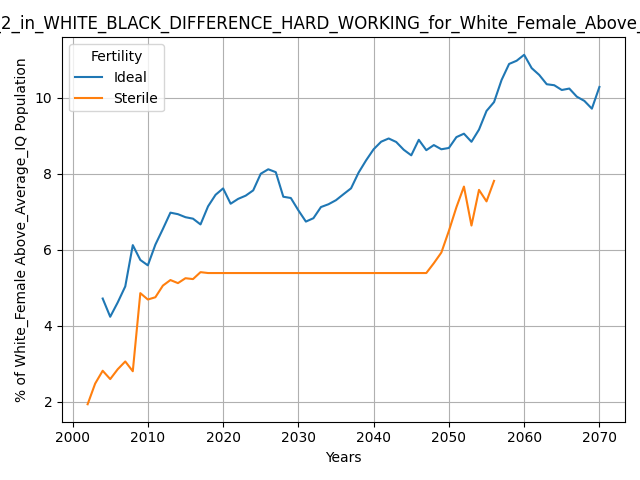 _2_in_WHITE_BLACK_DIFFERENCE_HARD_WORKING_for_White_Female_Above_
Fertility
Ideal
Sterile
% of White_Female Above_Average_IQ Population
10
8
6
4
2
2000 2010 2020 2030 2040 2050 2060 2070
Years